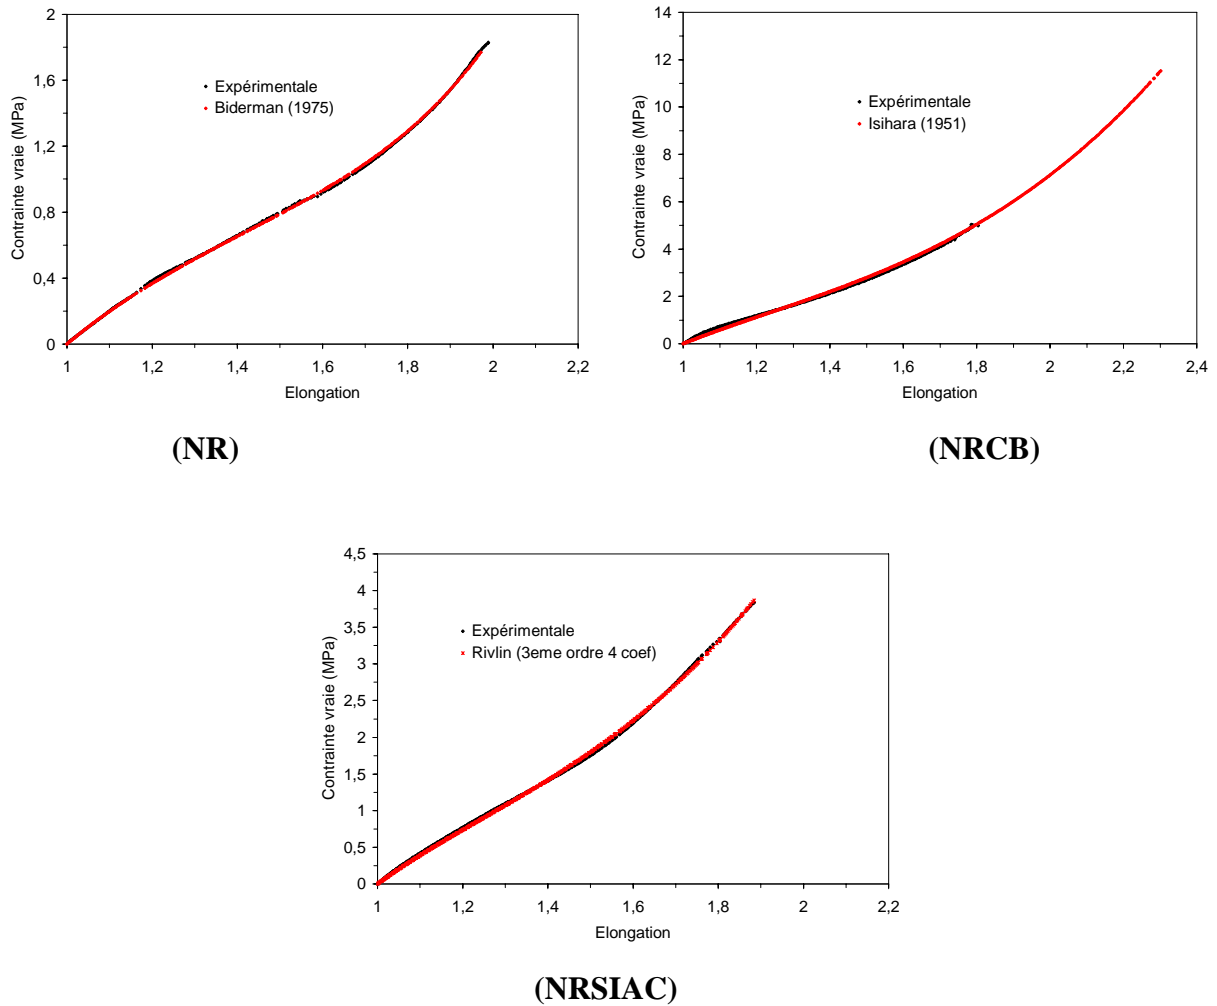 2
1,6
1,2
0,8
0,4
0
Contrainte vraie (MPa)
Expérimentale
Biderman (1975)
1 1,2 1,4 1,6 1,8 2 2,2
Elongation
(NR)
14
12
10
8
6
4
2
0
Contrainte vraie (MPa)
Expérimentale
Isihara (1951)
1 1,2 1,4 1,6 1,8 2 2,2 2,4
Elongation
(NRCB)
4,5
4
3,5
3
2,5
2
1,5
1
0,5
0
Contrainte vraie (MPa)
Expérimentale
Rivlin (3eme ordre 4 coef)
1 1,2 1,4 1,6 1,8 2 2,2
Elongation
(NRSIAC)